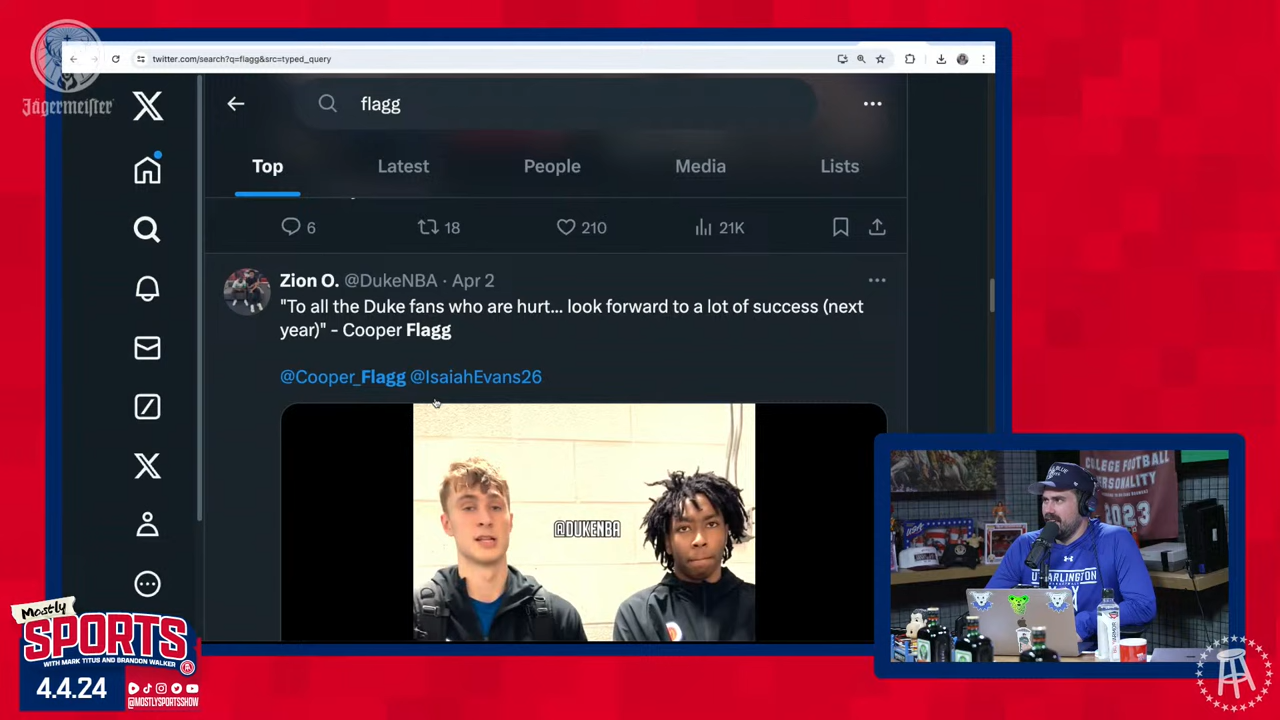 Jägermeister
twitter.com/search?q=flagg&src=typed_query
flagg
Top
Latest
People
Media
Lists
6
18
210
21K
Zion O. @DukeNBA · Apr 2
"To all the Duke fans who are hurt... look forward to a lot of success (next
year)" - Cooper Flagg
@Cooper_Flagg @IsaiahEvans26
@DUKENBA
COLLEGE FOOTBALL
PERSONALITY
2023
USA
UT ARLINGTON
Mostly
SPORTS
WITH MARK TITUS AND BRANDON WALKER
4.4.24
@MOSTLYSPORTSSHOW